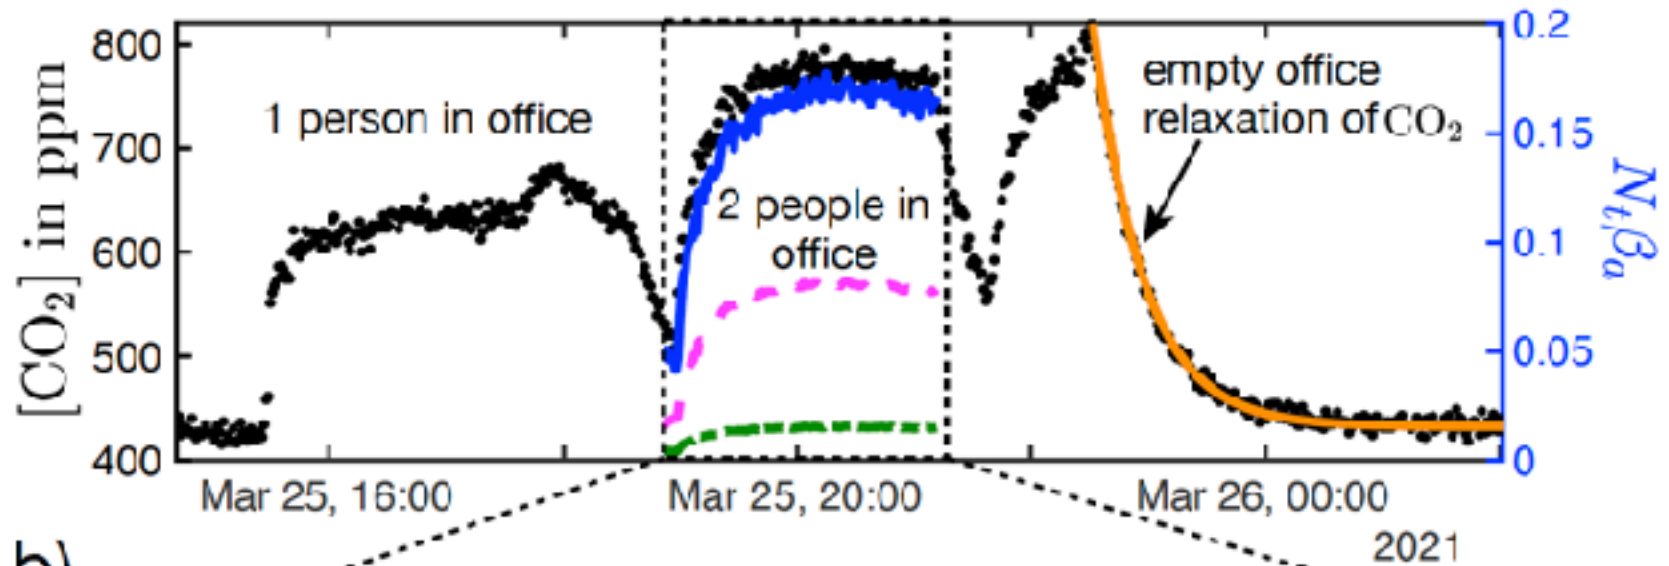 800
700
600
500
400
[CO₂] in ppm
1 person in office
2 people in
office
empty office
relaxation of CO₂
0.2
0.15
0.1
0.05
0
Mar 25, 16:00
Mar 25, 20:00
Mar 26, 00:00
2021
b)